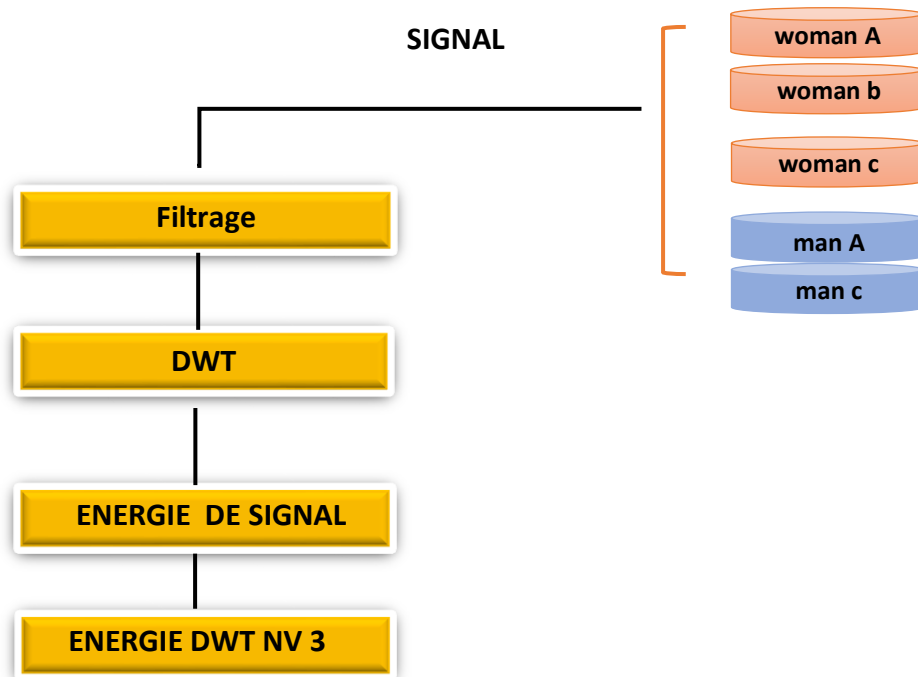 SIGNAL
woman A
woman b
woman c
man A
man c
Filtrage
DWT
ENERGIE DE SIGNAL
ENERGIE DWT NV 3